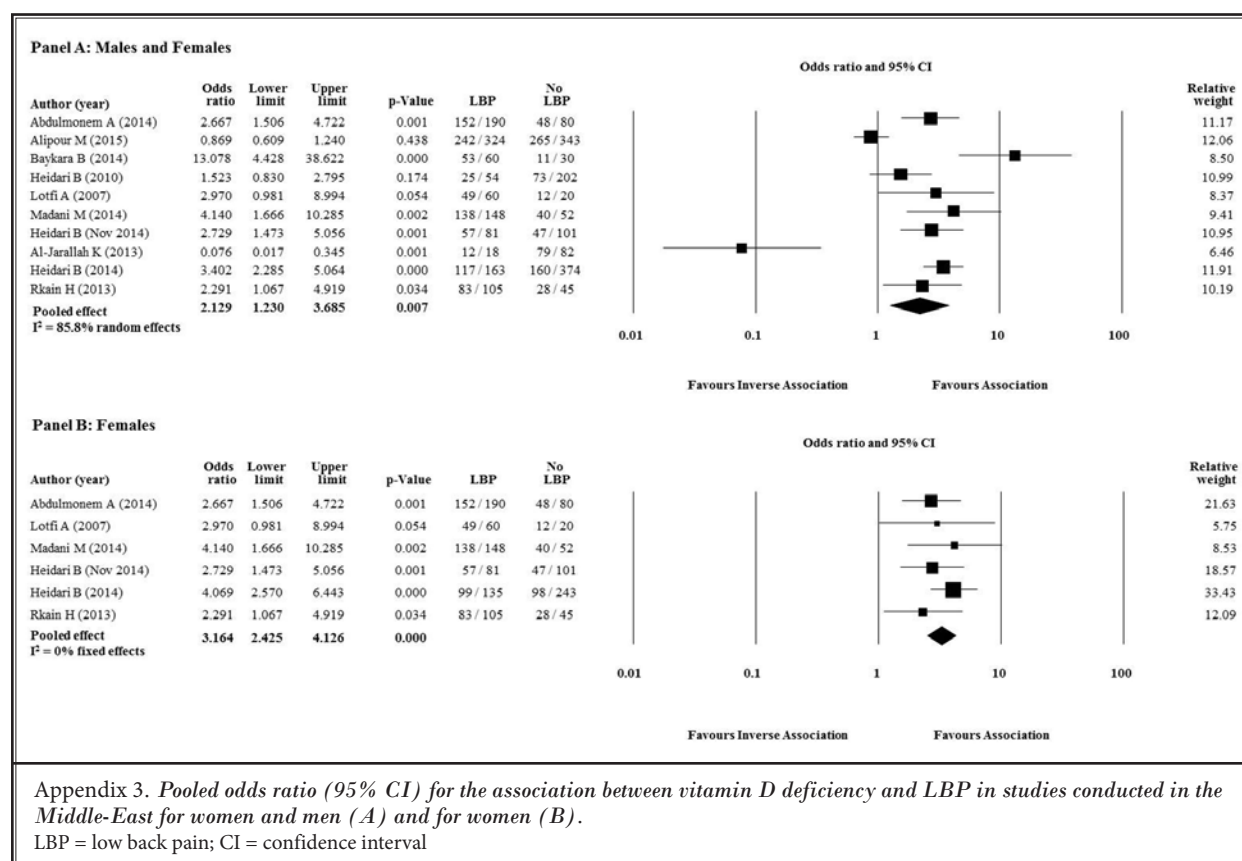 Panel A: Males and Females
Odds ratio and 95% CI
Author (year) Odds ratio Lower limit Upper limit p-Value LBP No LBP Relative weight
Abdulmonem A (2014) 2.667 1.506 4.722 0.001 152/190 48/80 11.17
Alipour M (2015) 0.869 0.609 1.240 0.438 242/324 265/343 12.06
Baykara B (2014) 13.078 4.428 38.622 0.000 53/60 11/30 8.50
Heidari B (2010) 1.523 0.830 2.795 0.174 25/54 73/202 10.99
Lotfi A (2007) 2.970 0.981 8.994 0.054 49/60 12/20 8.37
Madani M (2014) 4.140 1.666 10.285 0.002 138/148 40/52 9.41
Heidari B (Nov 2014) 2.729 1.473 5.056 0.001 57/81 47/101 10.95
Al-Jarallah K (2013) 0.076 0.017 0.345 0.001 12/18 79/82 6.46
Heidari B (2014) 3.402 2.285 5.064 0.000 117/163 160/374 11.91
Rkain H (2013) 2.291 1.067 4.919 0.034 83/105 28/45 10.19
Pooled effect 2.129 1.230 3.685 0.007
I² = 85.8% random effects
0.01 0.1 1 10 100
Favours Inverse Association Favours Association
Panel B: Females
Odds ratio and 95% CI
Author (year) Odds ratio Lower limit Upper limit p-Value LBP No LBP Relative weight
Abdulmonem A (2014) 2.667 1.506 4.722 0.001 152/190 48/80 21.63
Lotfi A (2007) 2.970 0.981 8.994 0.054 49/60 12/20 5.75
Madani M (2014) 4.140 1.666 10.285 0.002 138/148 40/52 8.53
Heidari B (Nov 2014) 2.729 1.473 5.056 0.001 57/81 47/101 18.57
Heidari B (2014) 4.069 2.570 6.443 0.000 99/135 98/243 33.43
Rkain H (2013) 2.291 1.067 4.919 0.034 83/105 28/45 12.09
Pooled effect 3.164 2.425 4.126 0.000
I² = 0% fixed effects
0.01 0.1 1 10 100
Favours Inverse Association Favours Association
Appendix 3. Pooled odds ratio (95% CI) for the association between vitamin D deficiency and LBP in studies conducted in the
Middle-East for women and men (A) and for women (B).
LBP = low back pain; CI = confidence interval